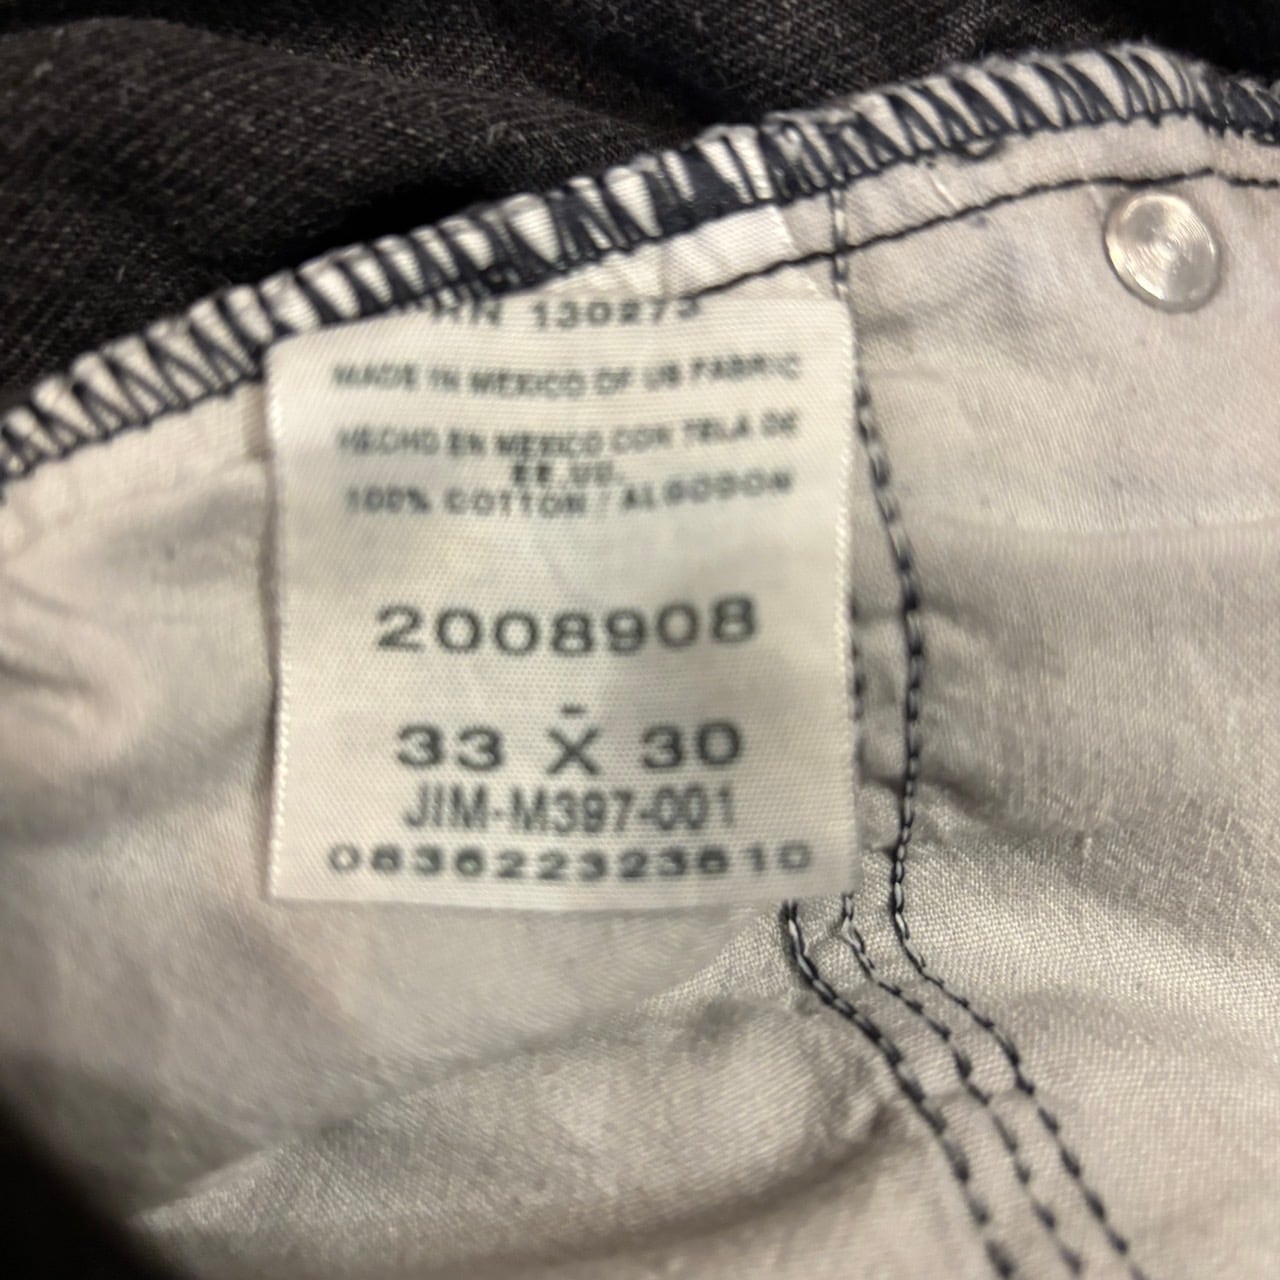 RN 130273
MADE IN MEXICO OF US FABRIC
HECHO EN MEXICO CON TELA DE
EE.UU.
100% COTTON / ALGODON
2008908
-
33 X 30
JIM-M397-001
083622323610